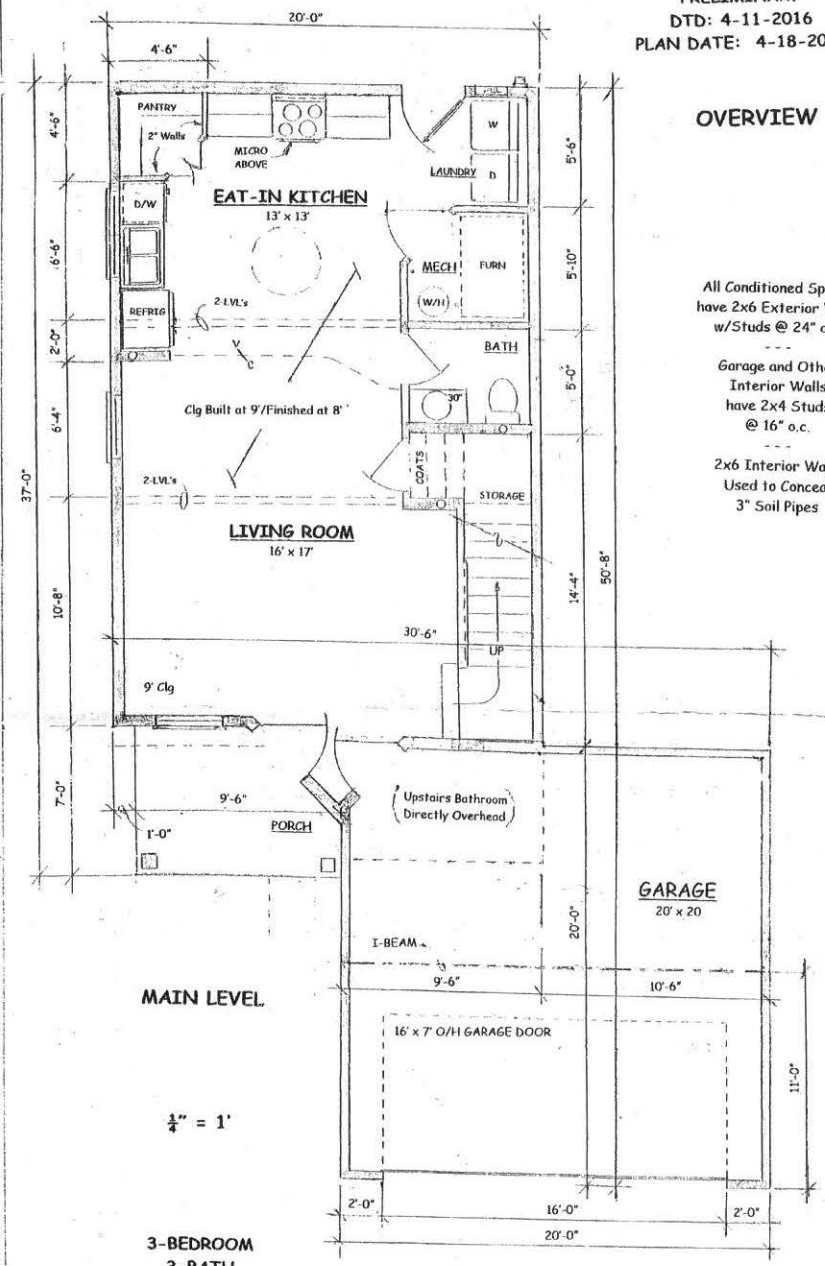 DTD: 4-11-2016
PLAN DATE: 4-18-20
OVERVIEW
20'-0"
4'-6"
PANTRY
2" Walls
MICRO
ABOVE
W
D
LAUNDRY
4'-6"
5'-6"
D/W
EAT-IN KITCHEN
13' x 13'
MECH
FURN
W/H
6'-6"
5'-10"
REFRIG
2-LVL's
V
C
BATH
30"
2'-0"
5'-0"
Clg Built at 9'/Finished at 8'
6'-4"
COATS
STORAGE
2-LVL's
37'-0"
LIVING ROOM
16' x 17'
10'-8"
14'-4"
50'-8"
30'-6"
UP
9' Clg
All Conditioned Sp
have 2x6 Exterior
w/Studs @ 24" o
---
Garage and Oth
Interior Walls
have 2x4 Stud
@ 16" o.c.
---
2x6 Interior Wa
Used to Concea
3" Soil Pipes
7'-0"
9'-6"
1'-0"
PORCH
Upstairs Bathroom
Directly Overhead
GARAGE
20' x 20
20'-0"
I-BEAM
9'-6"
10'-6"
16' x 7' O/H GARAGE DOOR
11'-0"
2'-0"
16'-0"
2'-0"
20'-0"
MAIN LEVEL
¼" = 1'
3-BEDROOM